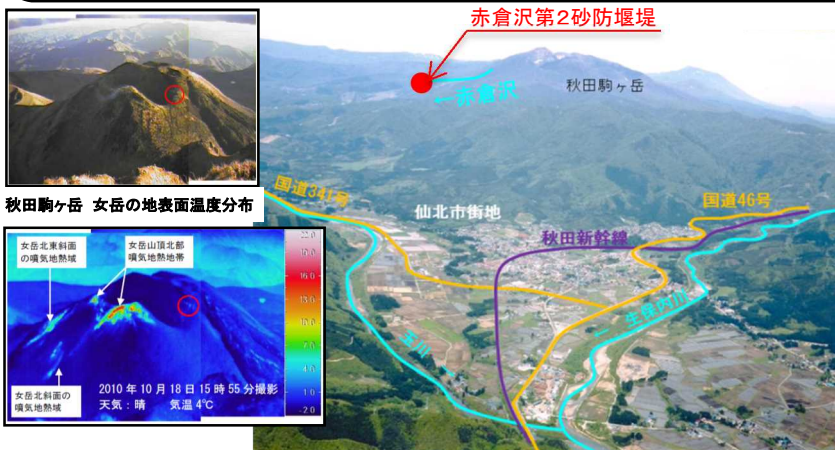 赤倉沢第2砂防堰堤
一赤倉沢
秋田駒ヶ岳
秋田駒ヶ岳 女岳の地表面温度分布
国道341号
仙北市街地
国道46号
秋田新幹線
一 生保内川
玉川 一
女岳北東斜面
の噴気地熱域
女岳山頂北部
噴気地熱地帯
女岳北斜面の
噴気地熱域
2010年10月18日15時55分撮影
天気:晴 気温4℃
22.0
19.0
16.0
13.0
10.0
7.0
4.0
1.0
-2.0